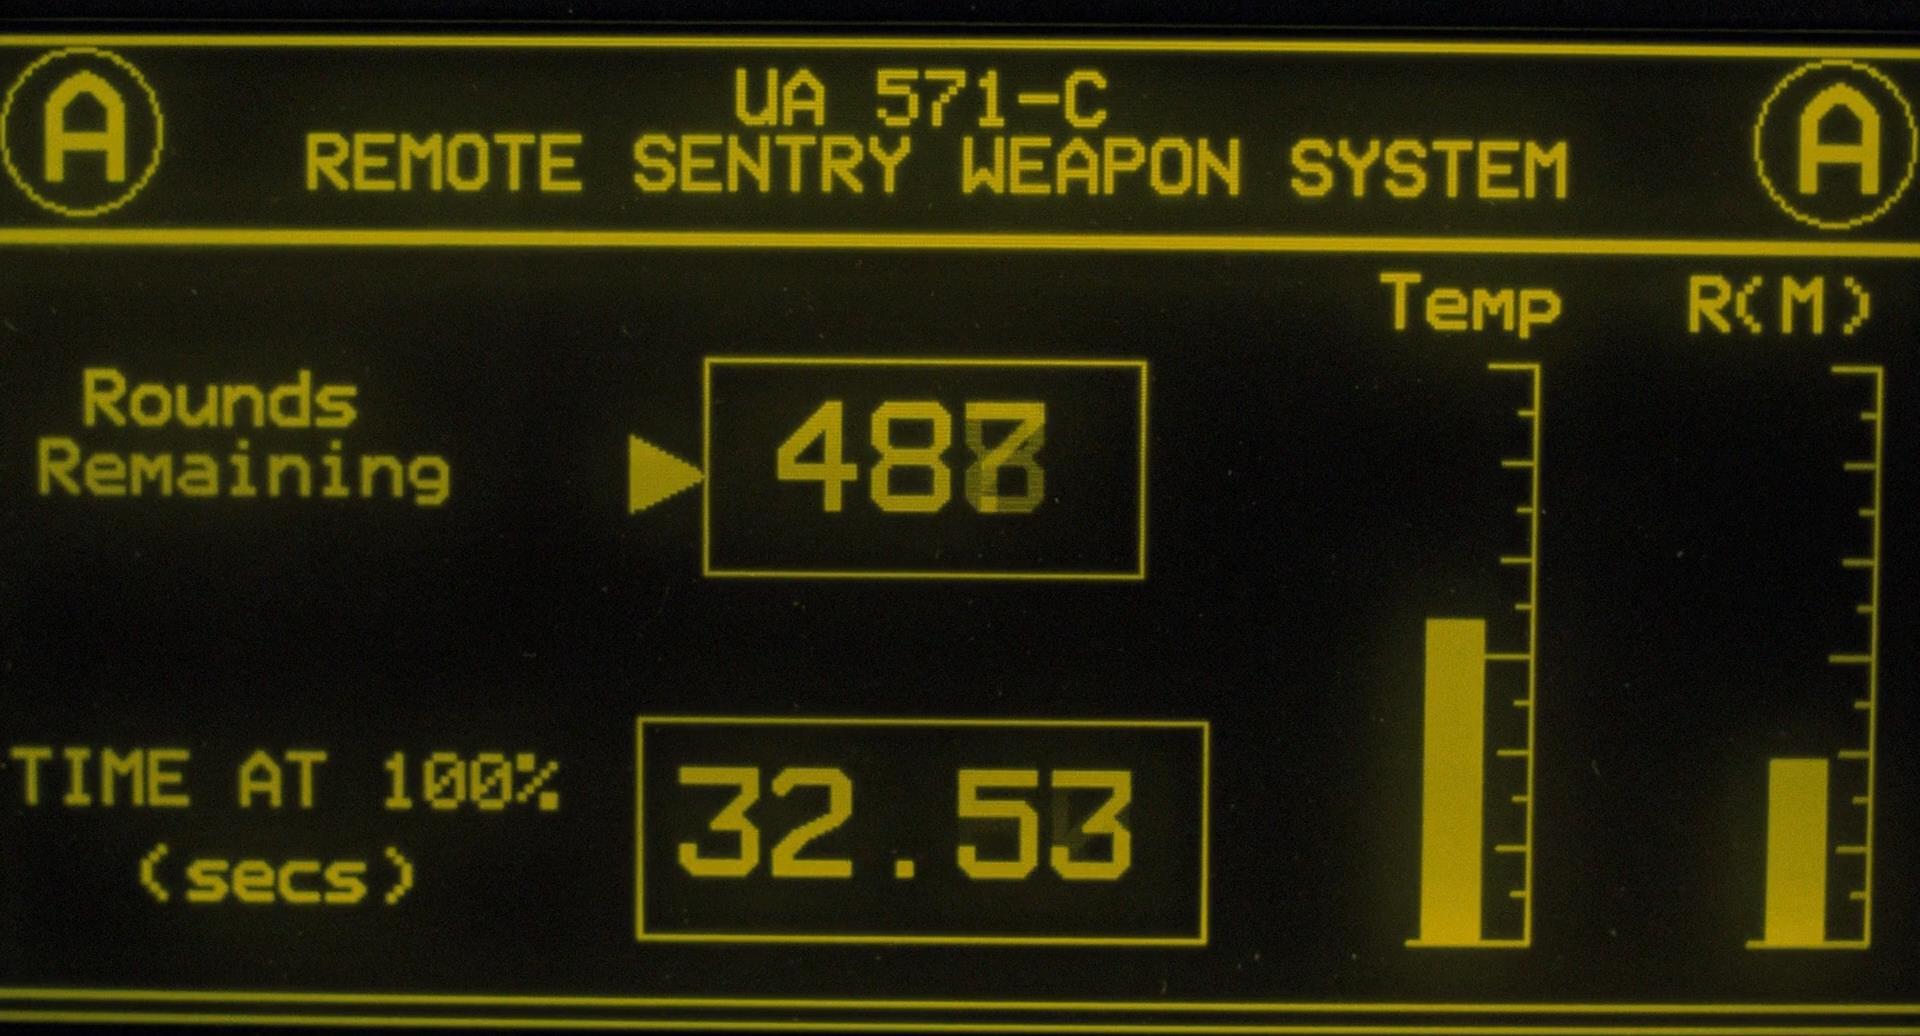 A
UA 571-C
A
REMOTE SENTRY WEAPON SYSTEM
Temp
R(M)
Rounds
Remaining
487
TIME AT 100%
(secs)
32.53